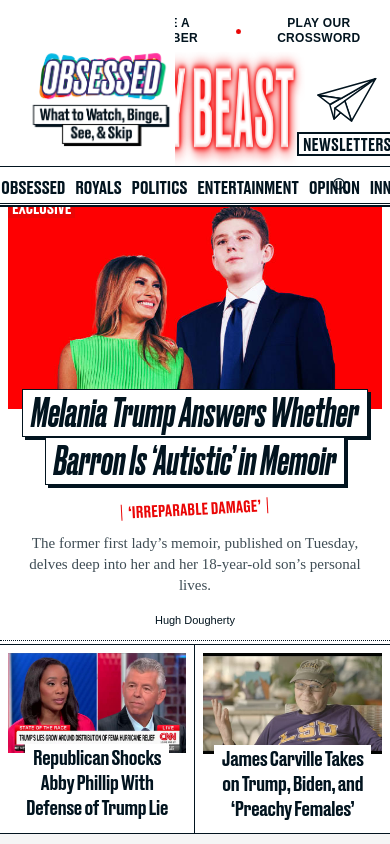 E A
BER
PLAY OUR
CROSSWORD
OBSESSED
What to Watch, Binge,
See, & Skip
Y BEAST
NEWSLETTERS
OBSESSED ROYALS POLITICS ENTERTAINMENT OPINION INN
EXCLUSIVE
Melania Trump Answers Whether
Barron Is ‘Autistic’ in Memoir
‘IRREPARABLE DAMAGE’
The former first lady’s memoir, published on Tuesday,
delves deep into her and her 18-year-old son’s personal
lives.
Hugh Dougherty
STATE OF THE RACE
LIVE
TRUMP'S LIES GROW AROUND DISTRIBUTION OF FEMA HURRICANE RELIEF
CNN
Republican Shocks
Abby Phillip With
Defense of Trump Lie
LSU
James Carville Takes
on Trump, Biden, and
‘Preachy Females’